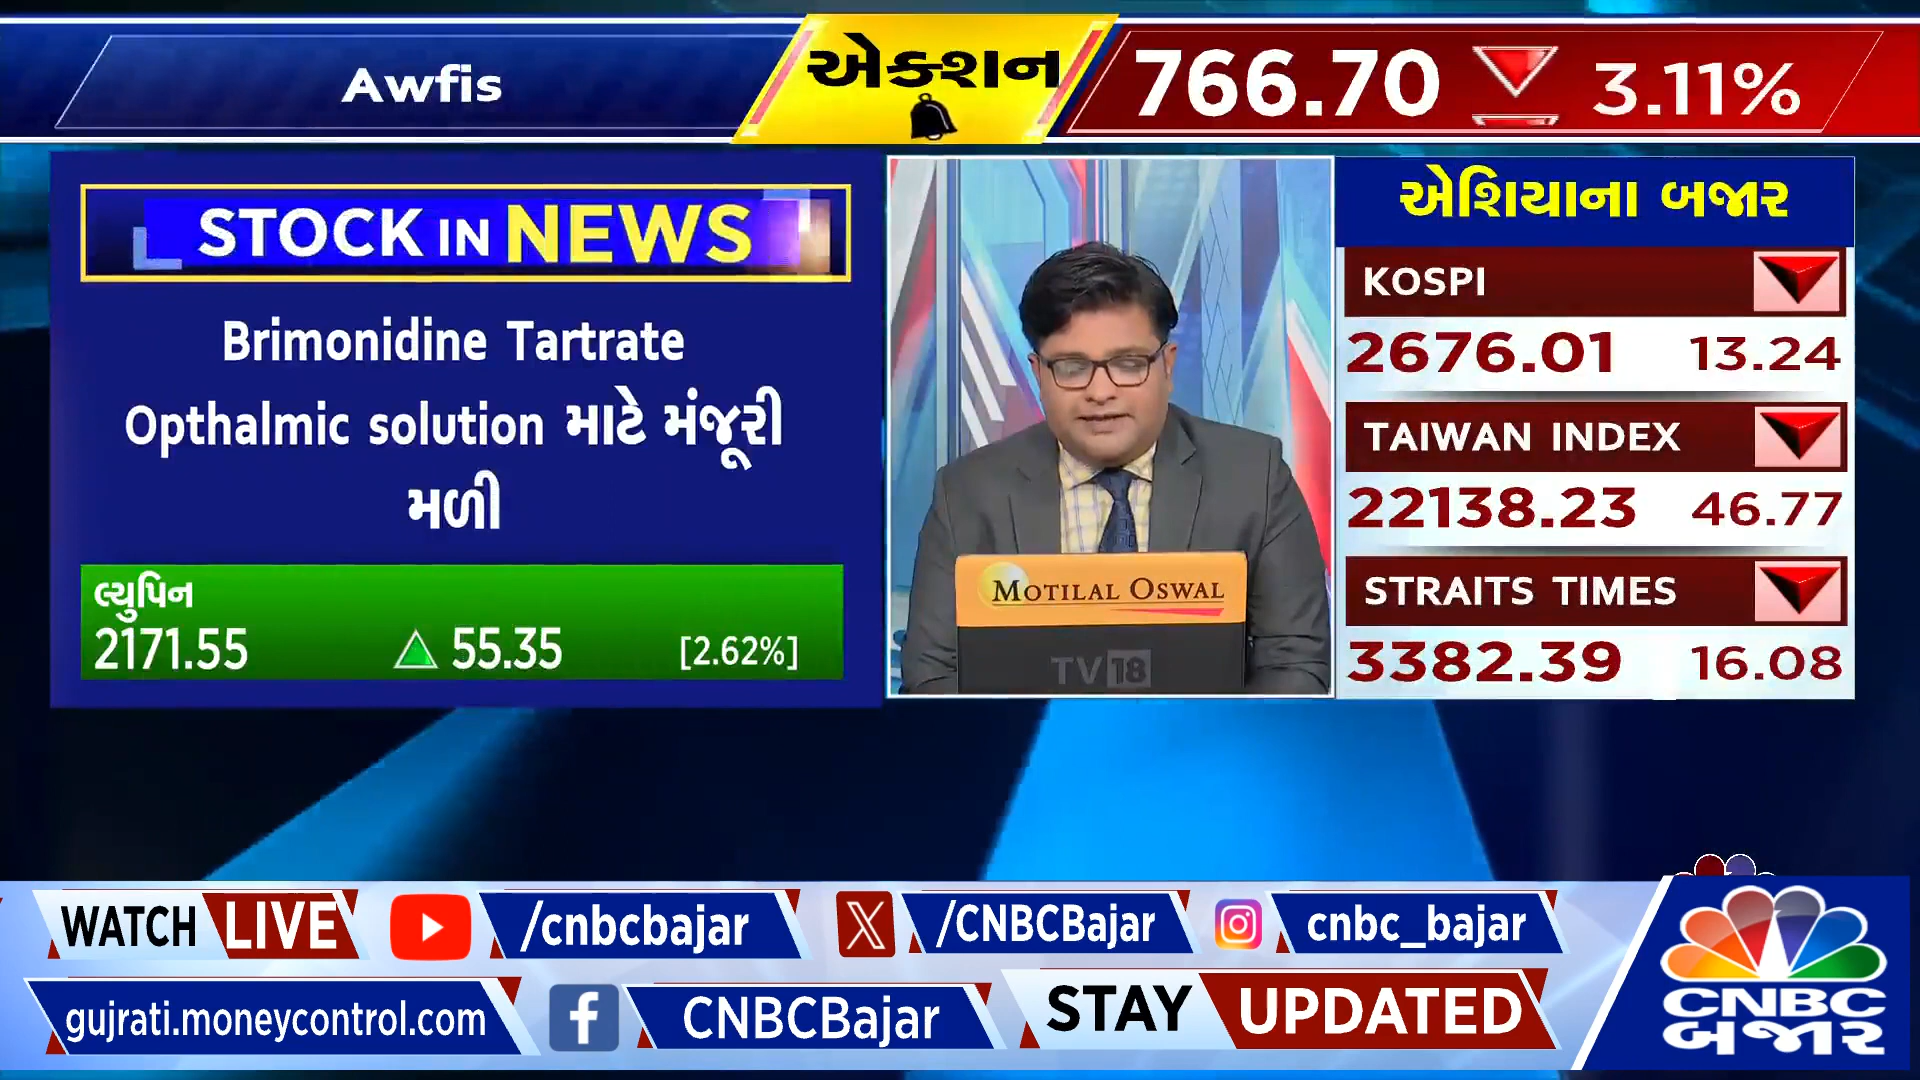 Awfis
એક્શન
766.70 3.11%
STOCK IN NEWS
Brimonidine Tartrate
Opthalmic solution માટે મંજૂરી
મળી
લ્યુપિન
2171.55 55.35 [2.62%]
MOTILAL OSWAL
TV18
એશિયાના બજાર
KOSPI
2676.01 13.24
TAIWAN INDEX
22138.23 46.77
STRAITS TIMES
3382.39 16.08
WATCH LIVE /cnbcbajar /CNBCBajar cnbc_bajar
gujrati.moneycontrol.com CNBCBajar STAY UPDATED
CNBC
બજાર